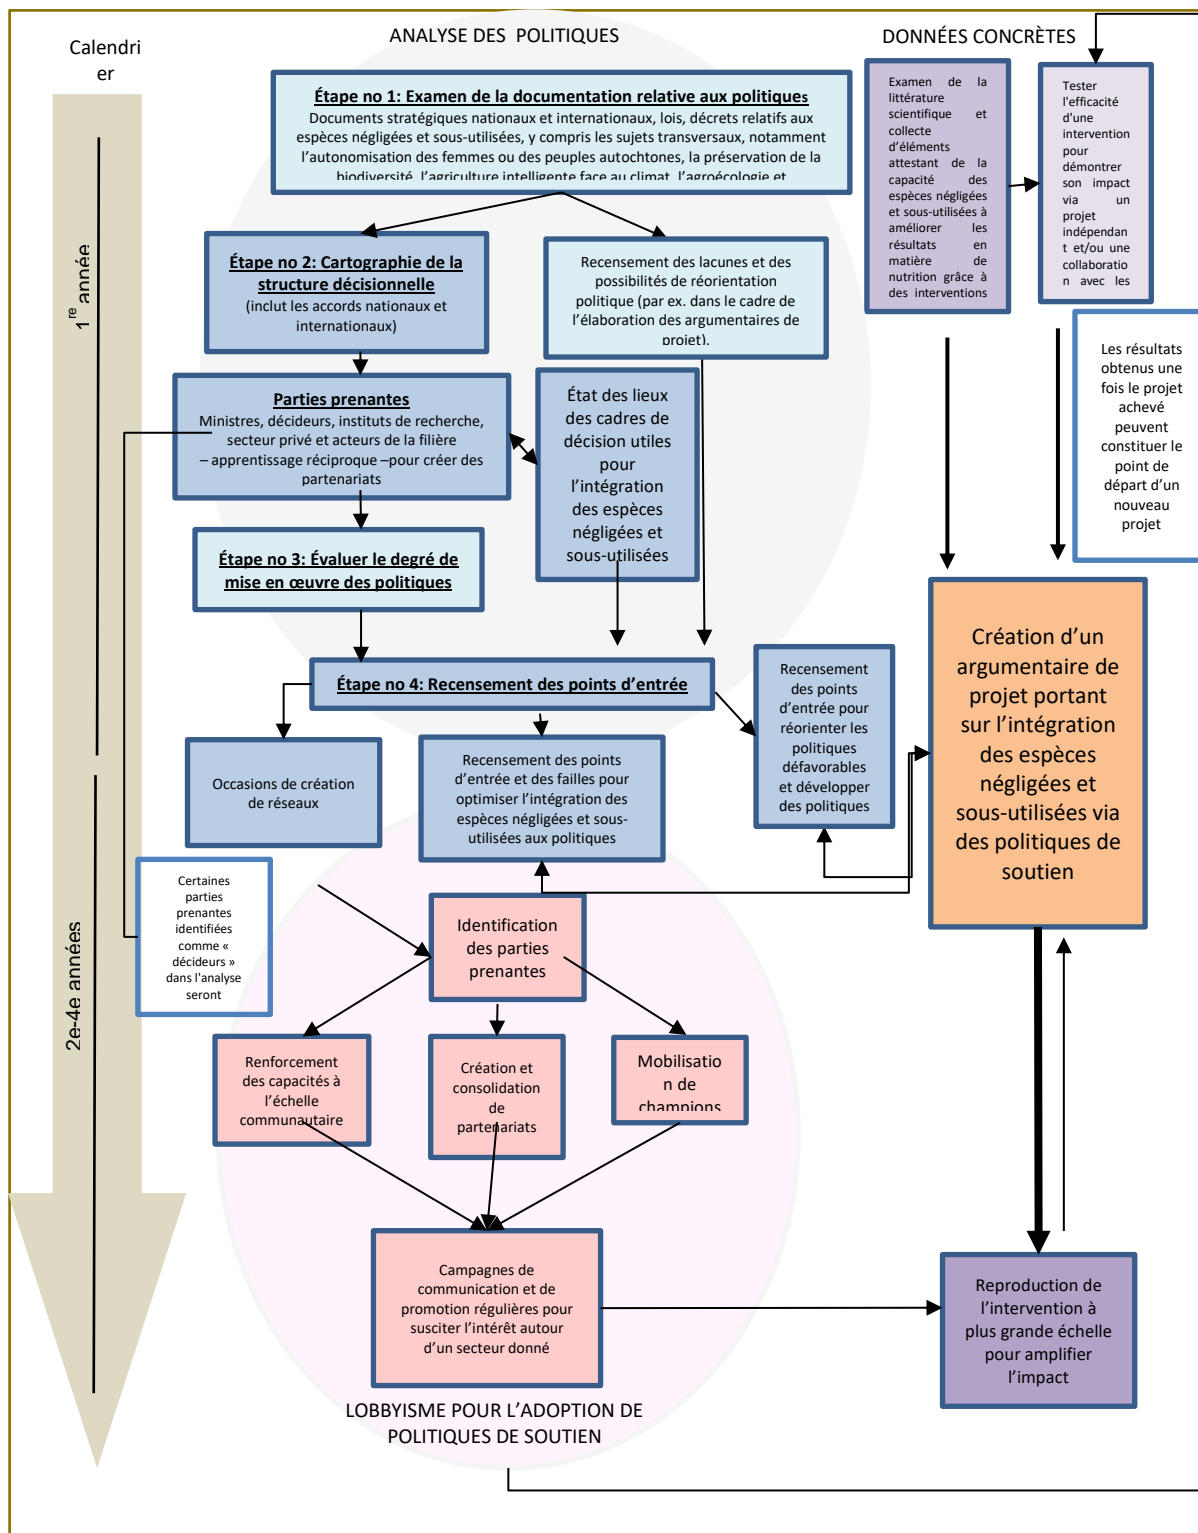 ANALYSE DES  POLITIQUES
DONNÉES CONCRÈTES
Calendri
er
1re année
2e-4e années
Étape no 1: Examen de la documentation relative aux politiques
Documents stratégiques nationaux et internationaux, lois, décrets relatifs aux
espèces négligées et sous-utilisées, y compris les sujets transversaux, notamment
l’autonomisation des femmes ou des peuples autochtones, la préservation de la
biodiversité, l’agriculture intelligente face au climat, l’agroécologie et
Examen de la
littérature
scientifique et
collecte
d’éléments
attestant de la
capacité des
espèces négligées
et sous-utilisées à
améliorer les
résultats en
matière de
nutrition grâce à
des interventions
Tester
l'efficacité
d'une
intervention
pour
démontrer
son impact
via un
projet
indépendan
t et/ou une
collaboratio
n avec les
Étape no 2: Cartographie de la
structure décisionnelle
(inclut les accords nationaux et
internationaux)
Recensement des lacunes et des
possibilités de réorientation
politique (par ex. dans le cadre de
l’élaboration des argumentaires de
projet).
Les résultats
obtenus une
fois le projet
achevé
peuvent
constituer le
point de
départ d’un
nouveau
projet
Parties prenantes
Ministres, décideurs, instituts de recherche,
secteur privé et acteurs de la filière
– apprentissage réciproque –pour créer des
partenariats
État des lieux
des cadres de
décision utiles
pour
l’intégration
des espèces
négligées et
sous-utilisées
Étape no 3: Évaluer le degré de
mise en œuvre des politiques
Étape no 4: Recensement des points d’entrée
Recensement
des points
d’entrée pour
réorienter les
politiques
défavorables
et développer
des politiques
Création d’un
argumentaire de
projet portant
sur l’intégration
des espèces
négligées et
sous-utilisées via
des politiques de
soutien
Occasions de création
de réseaux
Recensement des points
d’entrée et des failles pour
optimiser l’intégration des
espèces négligées et sous-
utilisées aux politiques
Certaines
parties
prenantes
identifiées
comme «
décideurs »
dans l'analyse
seront
Identification
des parties
prenantes
Renforcement
des capacités à
l’échelle
communautaire
Création et
consolidation
de
partenariats
Mobilisatio
n de
champions
Campagnes de
communication et de
promotion régulières pour
susciter l’intérêt autour
d’un secteur donné
Reproduction de
l’intervention à
plus grande échelle
pour amplifier
l’impact
LOBBYISME POUR L’ADOPTION DE
POLITIQUES DE SOUTIEN